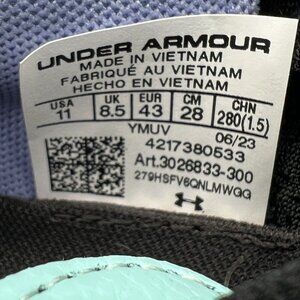 UNDER ARMOUR
MADE IN VIETNAM
FABRIQUÉ AU VIETNAM
HECHO EN VIETNAM
USA UK EUR CM CHN
11 8.5 43 28 280(1.5)
YMUV 06/23
4217380533
Art.3026833-300
279HSFV6QNLMWGG